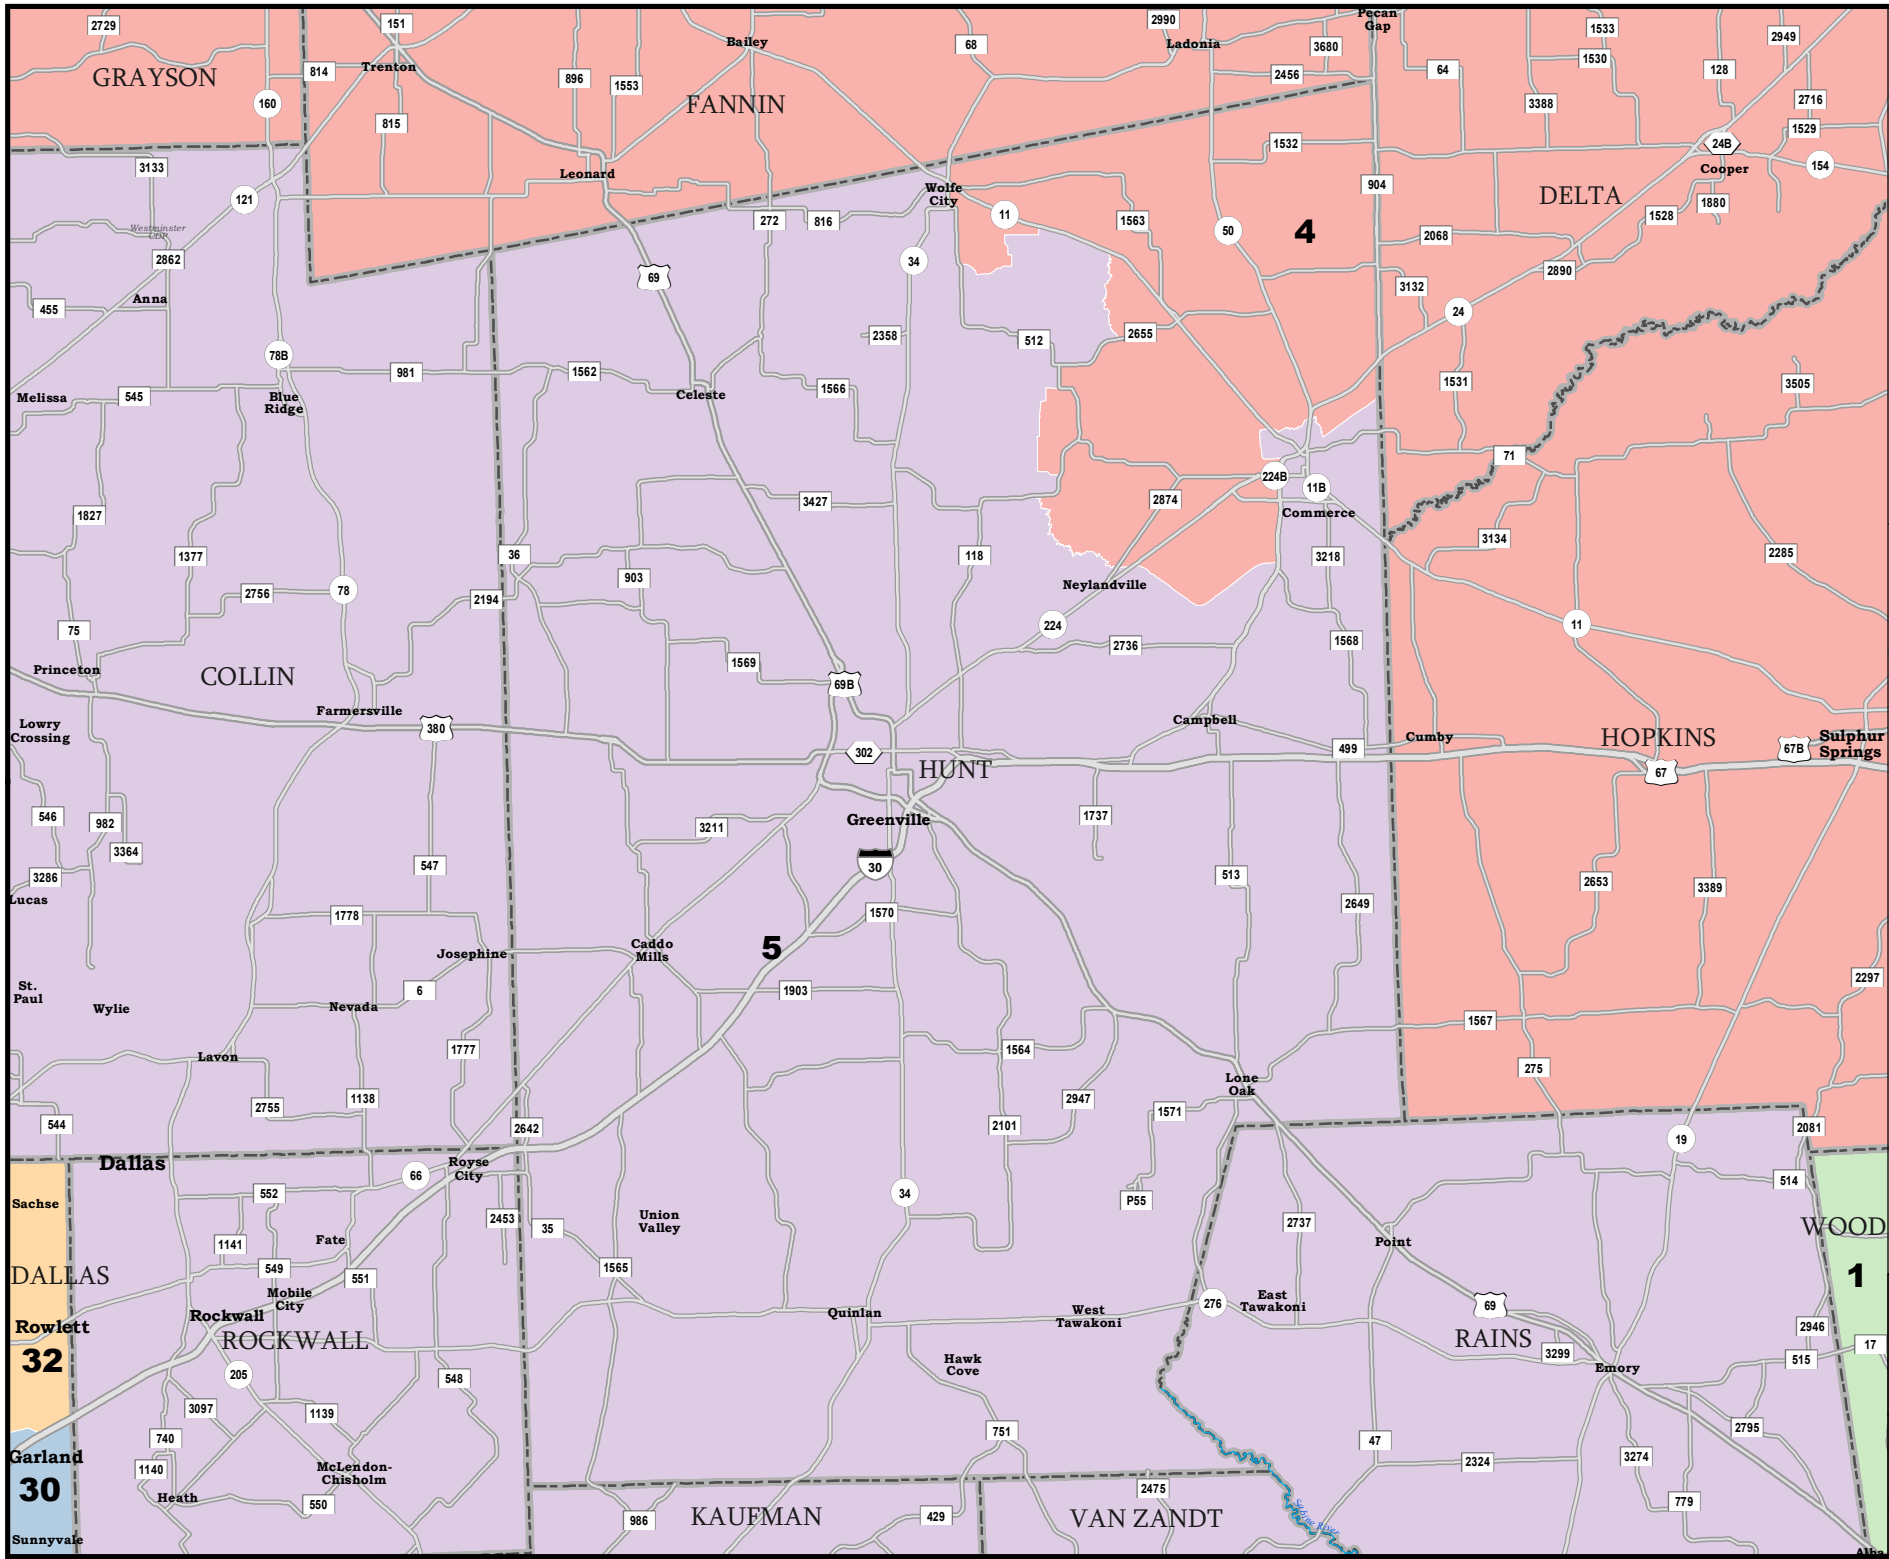 2729
151
Bailey
68
2990
Ladonia
Pecan
Gap
3680
1533
1530
2949
GRAYSON
814
Trenton
896
1553
2456
64
128
160
FANNIN
3388
2716
815
1532
24B
1529
3133
Leonard
Wolfe
City
904
Cooper
154
121
272
816
11
1563
50
4
DELTA
1528
1880
Westminster
CDP
2068
2862
69
34
2890
Anna
3132
455
24
2358
512
2655
78B
981
1562
1531
3505
Melissa
545
Blue
Ridge
Celeste
1566
71
224B
11B
1827
3427
2874
Commerce
1377
36
118
3218
3134
2285
903
Neylandville
2756
78
2194
75
224
11
2736
1568
Princeton
COLLIN
1569
69B
Farmersville
Campbell
Lowry
Crossing
380
302
499
Cumby
HOPKINS
67B
Sulphur
Springs
HUNT
67
546
982
3211
Greenville
1737
3364
547
30
3286
513
2653
3389
Lucas
1778
1570
2649
Josephine
Caddo
Mills
5
St.
Paul
6
1903
2297
Wylie
Nevada
1567
Lavon
1777
1564
275
2755
1138
Lone
Oak
2947
1571
544
2642
2101
2081
19
Dallas
66
Royse
City
514
Sachse
552
34
P55
2453
35
Union
Valley
2737
WOOD
1141
Fate
Point
DALLAS
549
551
1565
1
Mobile
City
276
East
Tawakoni
69
Rockwall
Quinlan
West
Tawakoni
Rowlett
ROCKWALL
RAINS
2946
32
17
3299
515
205
548
Hawk
Cove
Emory
3097
1139
751
2795
740
47
Garland
1140
McLendon-
Chisholm
2324
3274
30
Heath
550
2475
779
986
KAUFMAN
429
VAN ZANDT
Sabine River
Sunnyvale
Alba